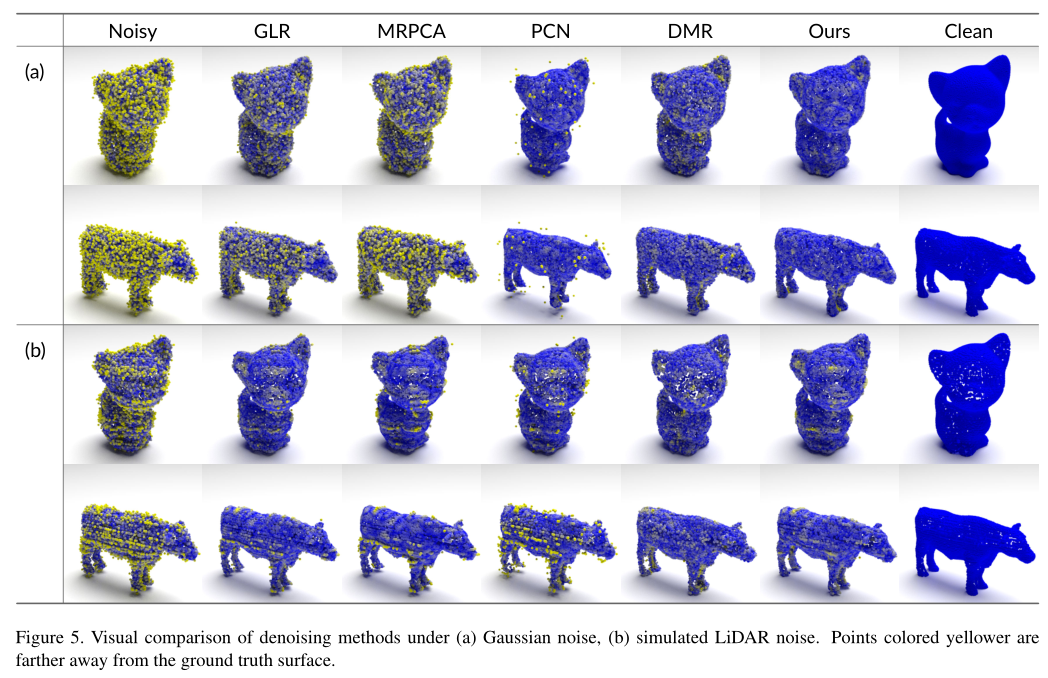 Noisy GLR MRPCA PCN DMR Ours Clean
(a)
(b)
Figure 5. Visual comparison of denoising methods under (a) Gaussian noise, (b) simulated LiDAR noise. Points colored yellower are
farther away from the ground truth surface.